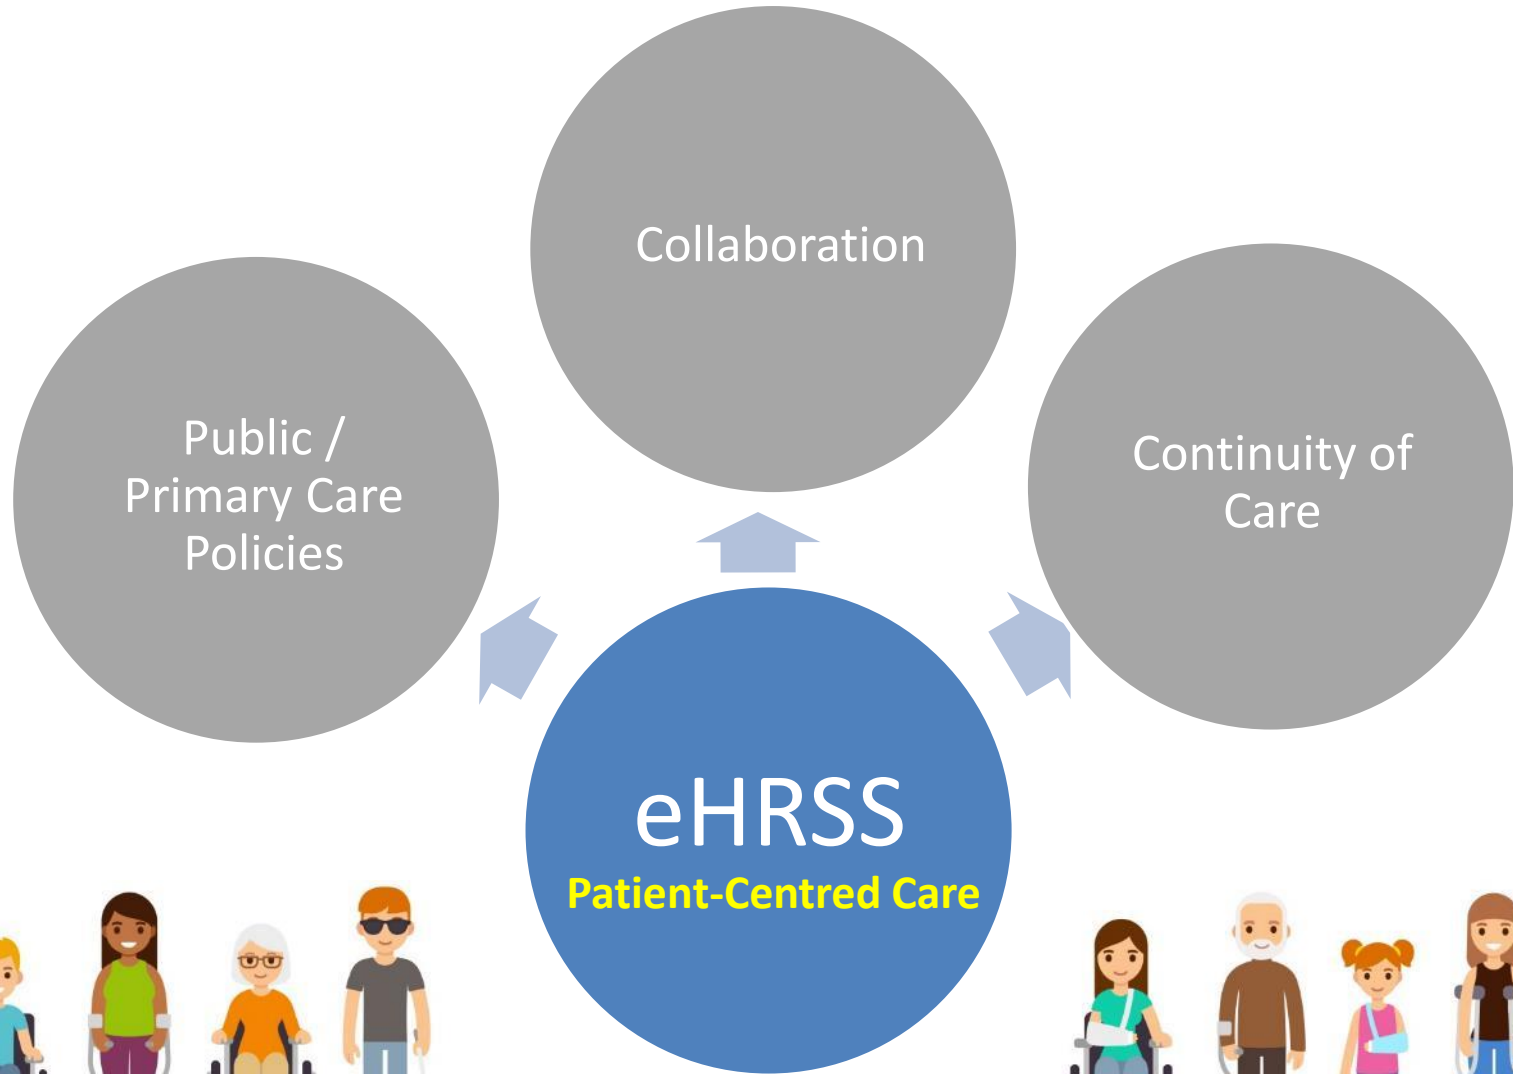 Collaboration
Public /
Primary Care
Policies
Continuity of
Care
eHRSS
Patient-Centred Care